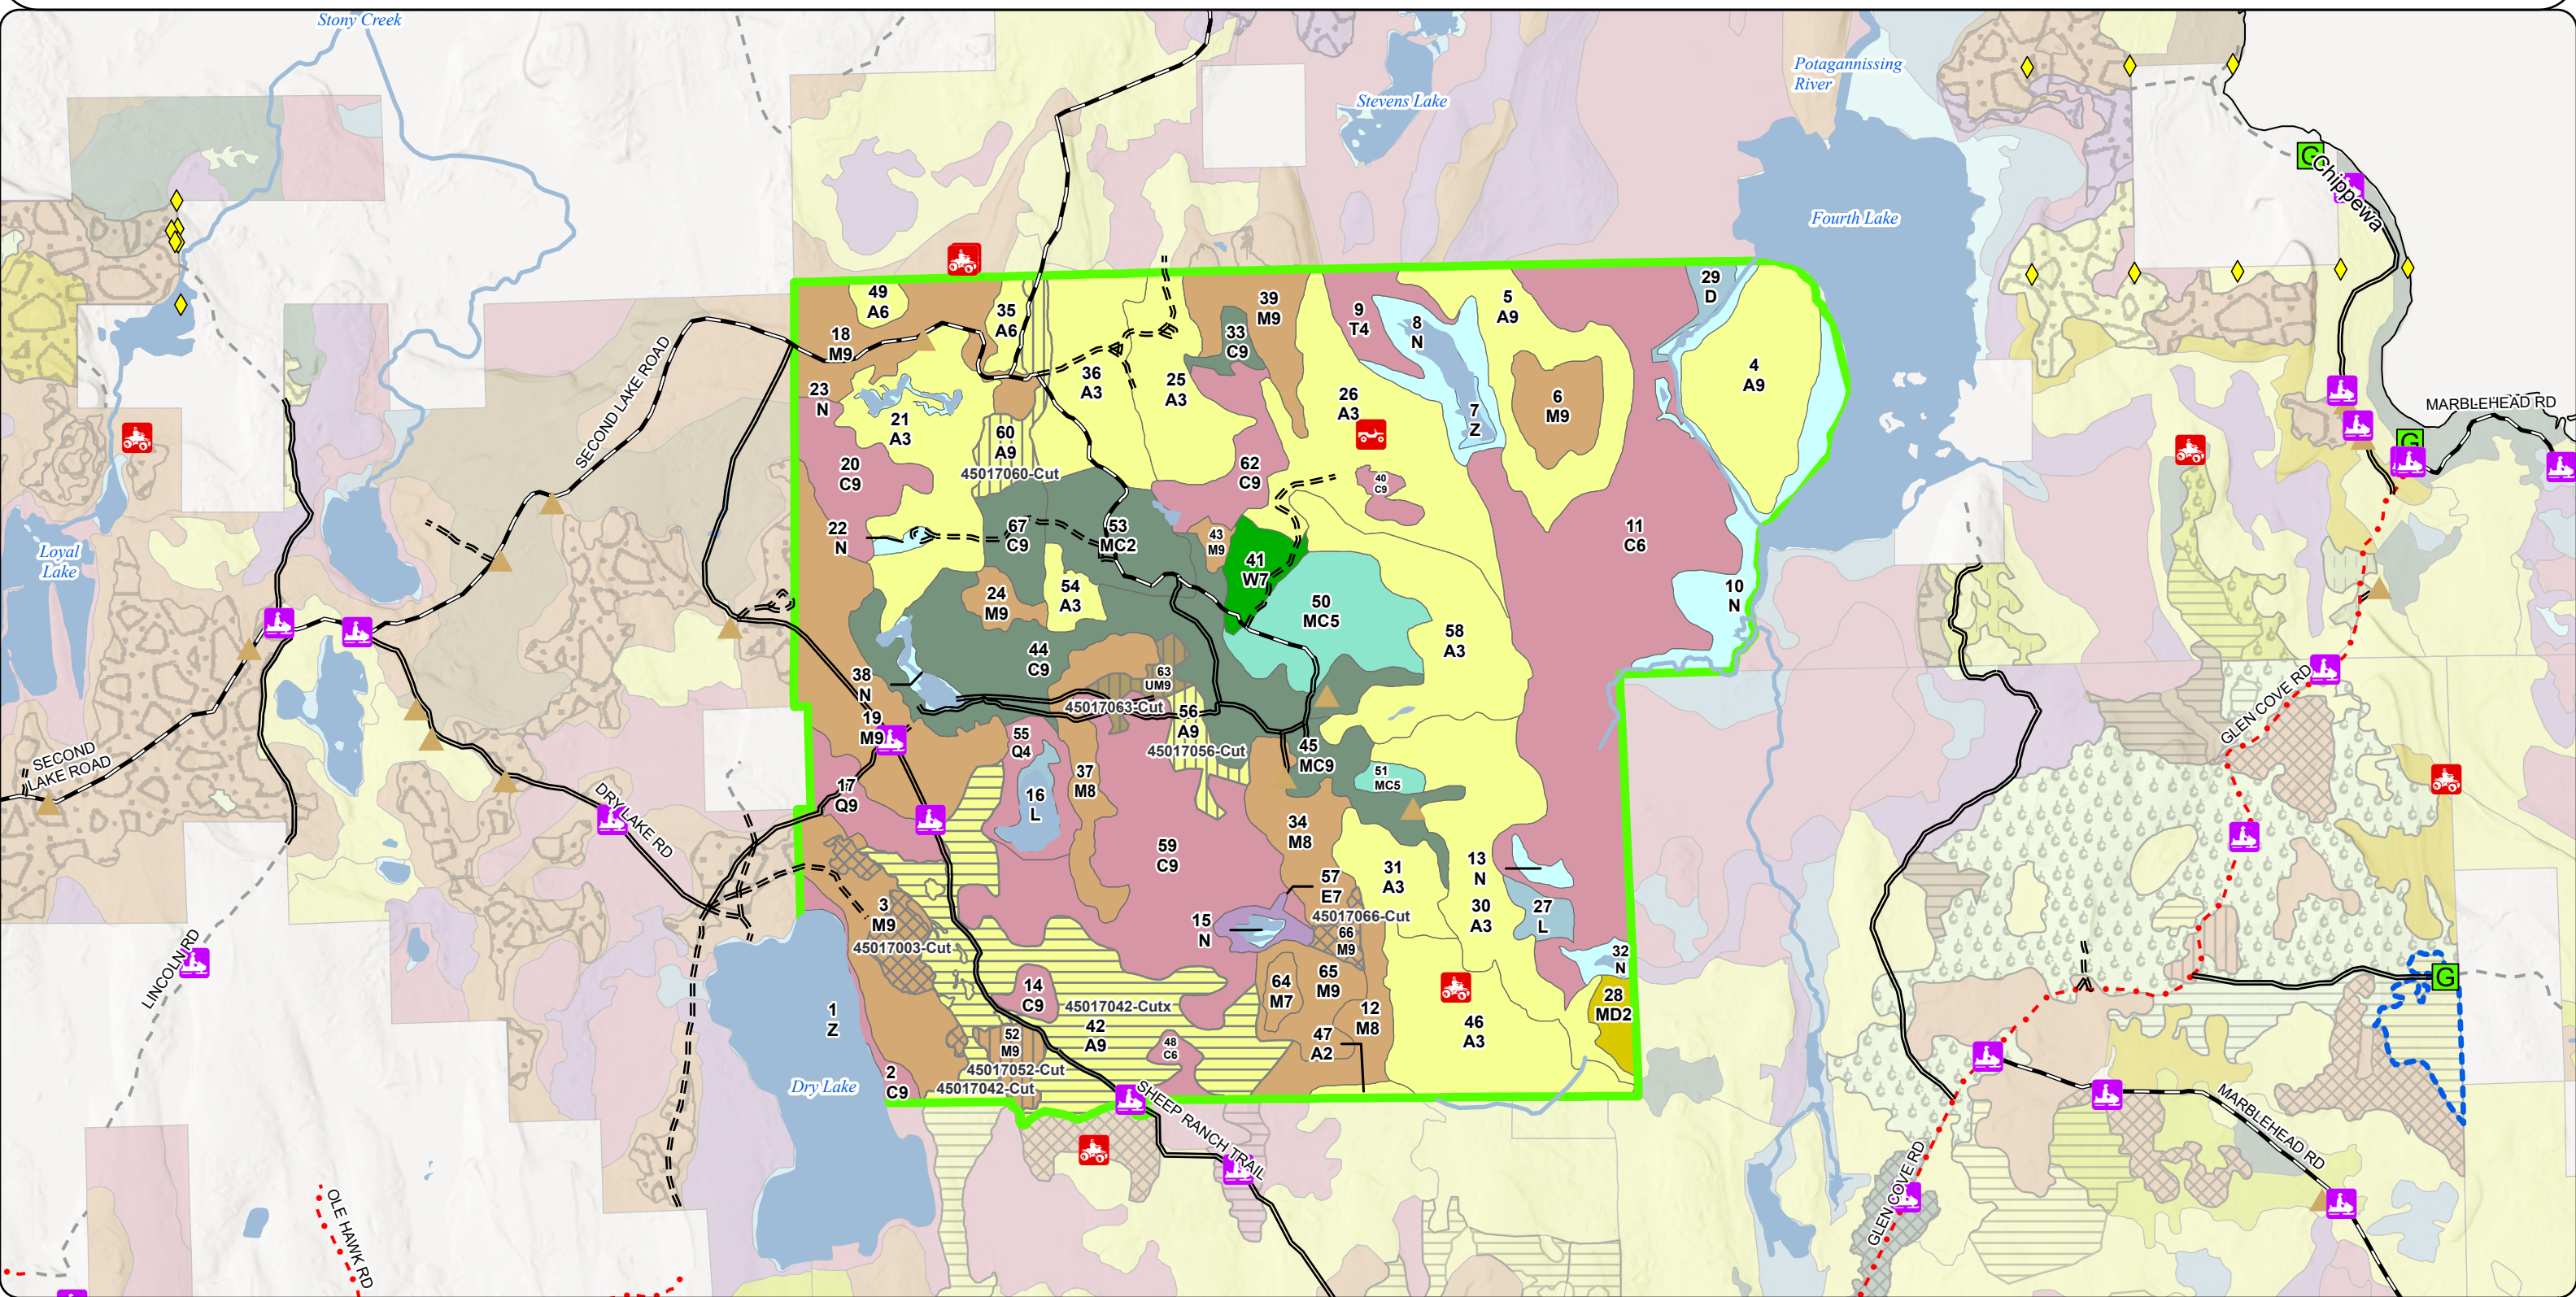 Stony Creek
Potagannissing
River
Stevens Lake
G
Chippewa
Fourth Lake
29
D
49
A6
35
A6
39
M9
9
T4
8
N
5
A9
18
M9
33
C9
SECOND LAKE ROAD
23
N
36
A3
25
A3
26
A3
4
A9
6
M9
7
Z
MARBLEHEAD RD
G
21
A3
60
A9
45017060-Cut
20
C9
62
C9
40
C9
22
N
67
C9
53
MC2
43
M9
11
C6
Loyal
Lake
41
W7
24
M9
54
A3
50
MC5
10
N
58
A3
44
C9
38
N
63
UM9
45017063-Cut
GLEN COVE RD
19
M9
56
A9
45017056-Cut
55
Q4
45
MC9
SECOND
LAKE ROAD
51
MC5
37
M8
17
Q9
16
L
DRY LAKE RD
34
M8
59
C9
13
N
31
A3
57
E7
3
M9
45017003-Cut
15
N
45017066-Cut
66
M9
30
A3
27
L
LINCOLN RD
32
N
G
64
M7
65
M9
14
C9
45017042-Cutx
28
MD2
1
Z
12
M8
42
A9
46
A3
52
M9
48
C6
47
A2
45017052-Cut
45017042-Cut
2
C9
Dry Lake
SHEEP RANCH TRAIL
MARBLEHEAD RD
GLEN COVE RD
OLE HAWK RD